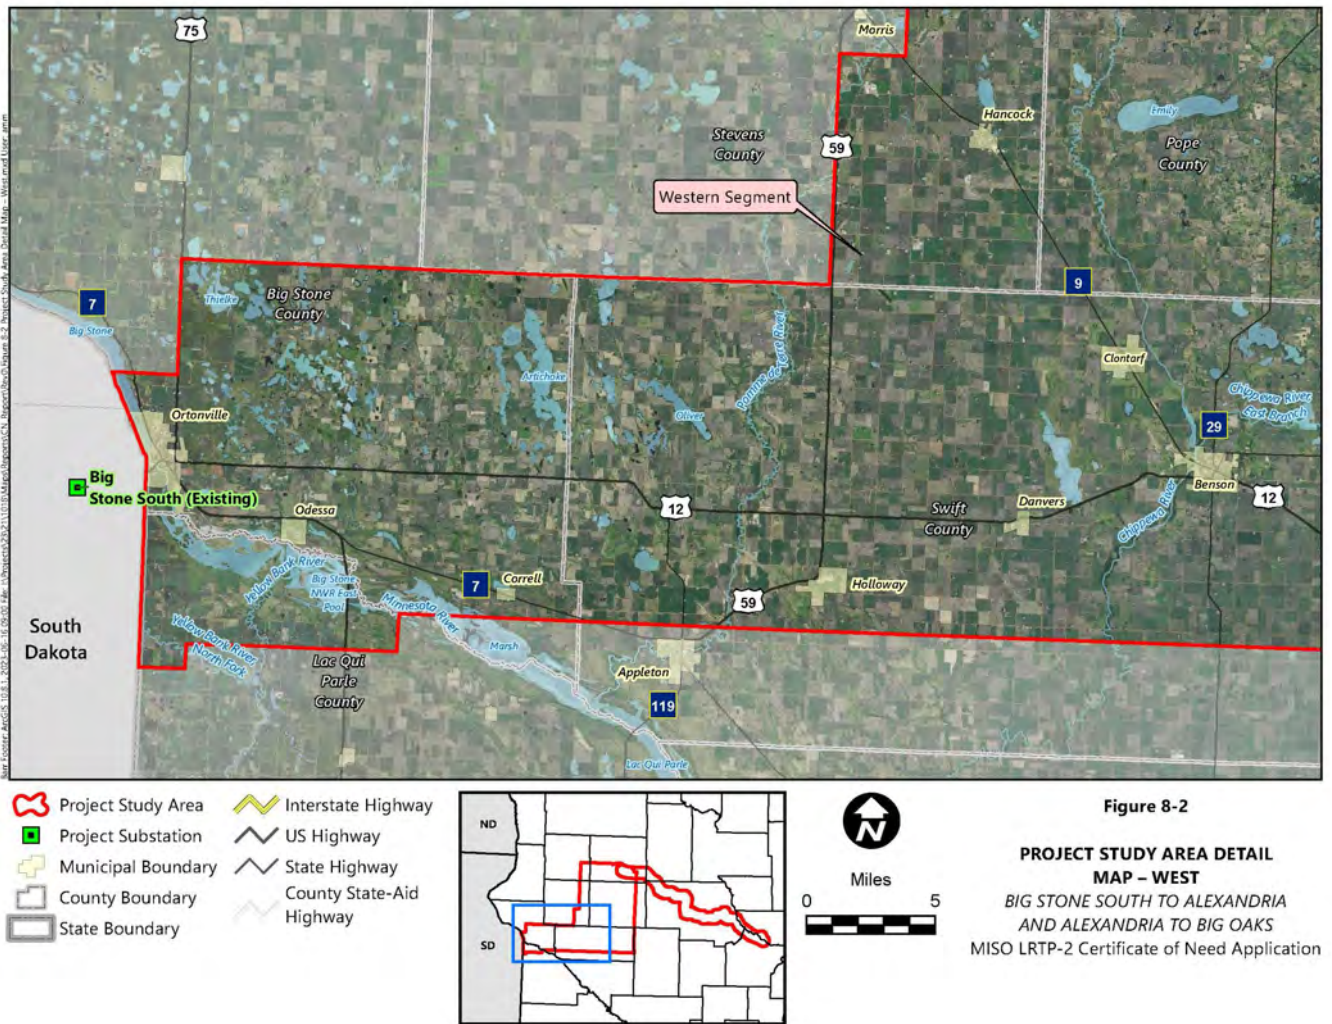 75
Morris
Hancock
Emily
Stevens
County
59
Pope
County
Western Segment
Thielke
Big Stone
County
7
9
Big Stone
Pomme de Terre River
Clontarf
Artichoke
Chippewa River,
East Branch
Ortonville
Oliver
29
Big
Stone South (Existing)
Benson
Danvers
12
Odessa
12
Swift
County
Chippewa River
Yellow Bank River
Big Stone
NWR East
Pool
7
Correll
Holloway
59
Minnesota River
South
Dakota
Yellow Bank River,
North Fork
Marsh
Lac Qui
Parle
County
Appleton
119
Lac Qui Parle
Project Study Area
Project Substation
Municipal Boundary
County Boundary
State Boundary
Interstate Highway
US Highway
State Highway
County State-Aid
Highway
ND
SD
N
Miles
0 5
Figure 8-2
PROJECT STUDY AREA DETAIL
MAP – WEST
BIG STONE SOUTH TO ALEXANDRIA
AND ALEXANDRIA TO BIG OAKS
MISO LRTP-2 Certificate of Need Application